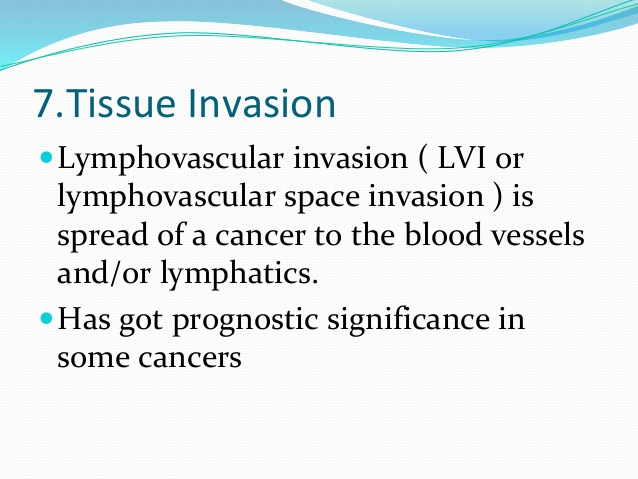 7.Tissue Invasion
Lymphovascular invasion ( LVI or
lymphovascular space invasion ) is
spread of a cancer to the blood vessels
and/or lymphatics.
Has got prognostic significance in
some cancers